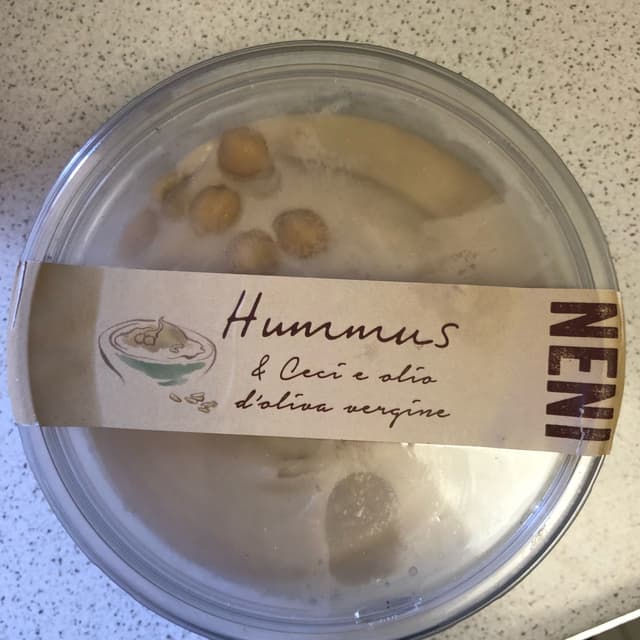 Hummus
& Ceci e olio
d'oliva vergine
NENI